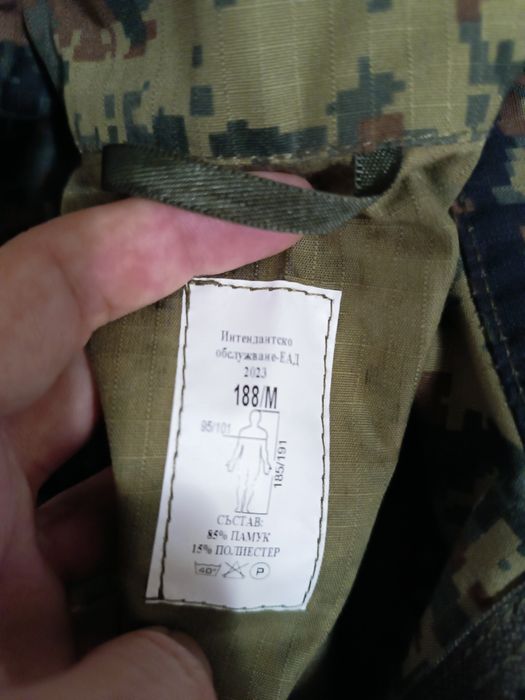 Интендантско
обслужване-ЕАД
2023
188/M
95/101
185/191
СЪСТАВ:
85% ПАМУК
15% ПОЛИЕСТЕР
40° P